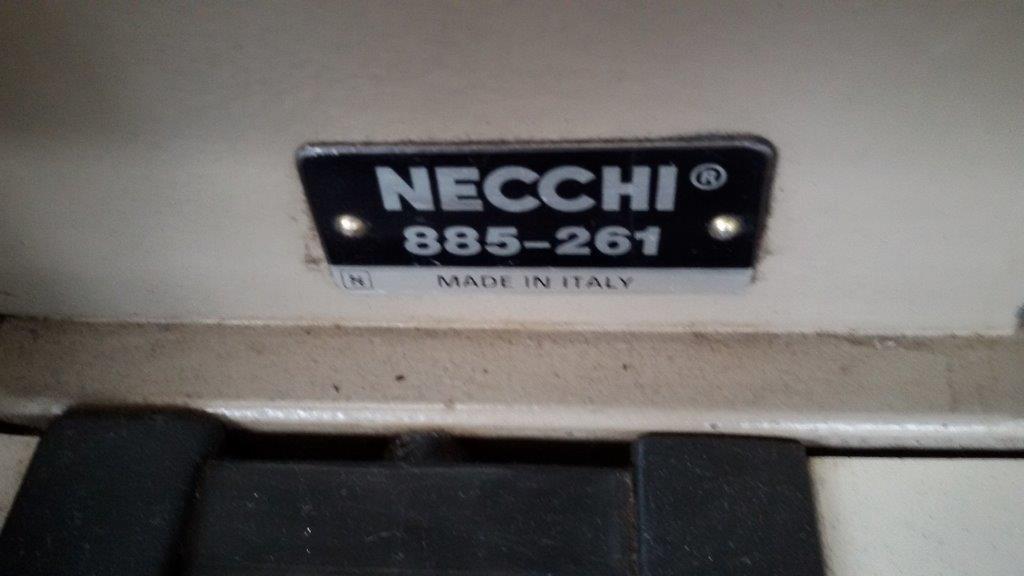 NECCHI ®
885-261
N MADE IN ITALY